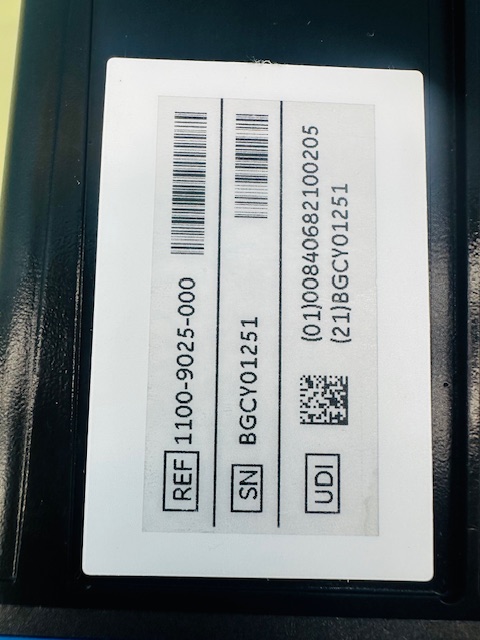 REF 1100-9025-000
SN BGCY01251
UDI (01)00840682100205
(21)BGCY01251